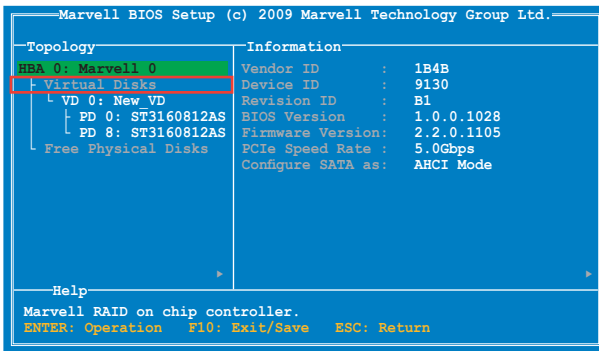 Marvell BIOS Setup (c) 2009 Marvell Technology Group Ltd.
Topology
HBA 0: Marvell 0
Virtual Disks
VD 0: New_VD
PD 0: ST3160812AS
PD 8: ST3160812AS
Free Physical Disks
Information
Vendor ID : 1B4B
Device ID : 9130
Revision ID : B1
BIOS Version : 1.0.0.1028
Firmware Version: 2.2.0.1105
PCIe Speed Rate : 5.0Gbps
Configure SATA as: AHCI Mode
Help
Marvell RAID on chip controller.
ENTER: Operation F10: Exit/Save ESC: Return